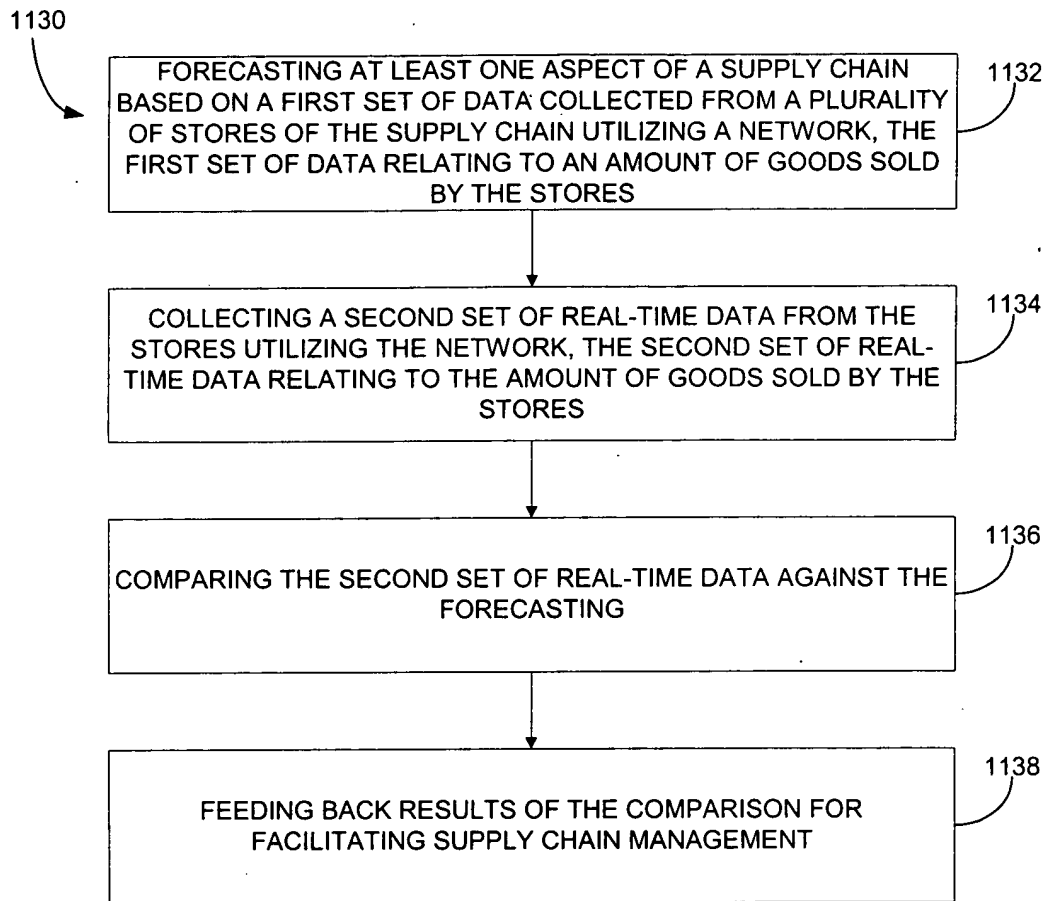 1130
FORECASTING AT LEAST ONE ASPECT OF A SUPPLY CHAIN
BASED ON A FIRST SET OF DATA COLLECTED FROM A PLURALITY
OF STORES OF THE SUPPLY CHAIN UTILIZING A NETWORK, THE
FIRST SET OF DATA RELATING TO AN AMOUNT OF GOODS SOLD
BY THE STORES
1132
COLLECTING A SECOND SET OF REAL-TIME DATA FROM THE
STORES UTILIZING THE NETWORK, THE SECOND SET OF REAL-
TIME DATA RELATING TO THE AMOUNT OF GOODS SOLD BY THE
STORES
1134
COMPARING THE SECOND SET OF REAL-TIME DATA AGAINST THE
FORECASTING
1136
FEEDING BACK RESULTS OF THE COMPARISON FOR
FACILITATING SUPPLY CHAIN MANAGEMENT
1138